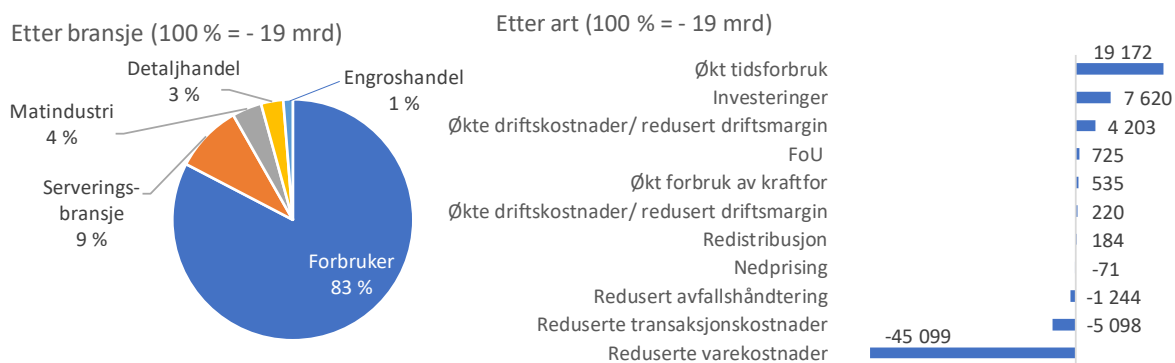 Etter bransje (100 % = - 19 mrd)
Detaljhandel
3 %
Engroshandel
1 %
Matindustri
4 %
Serverings-
bransje
9 %
Forbruker
83 %
Etter art (100 % = - 19 mrd)
Økt tidsforbruk 19 172
Investeringer 7 620
Økte driftskostnader/ redusert driftsmargin 4 203
FoU 725
Økt forbruk av kraftfor 535
Økte driftskostnader/ redusert driftsmargin 220
Redistribusjon 184
Nedprising -71
Redusert avfallshåndtering -1 244
Reduserte transaksjonskostnader -5 098
Reduserte varekostnader -45 099